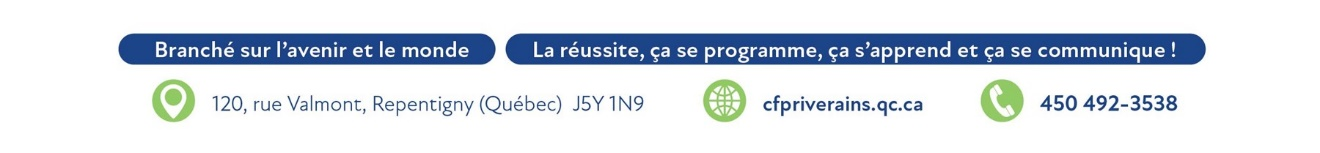 Branché sur l'avenir et le monde
La réussite, ça se programme, ça s'apprend et ça se communique !
120, rue Valmont, Repentigny (Québec)  J5Y 1N9
cfpriverains.qc.ca
450 492-3538